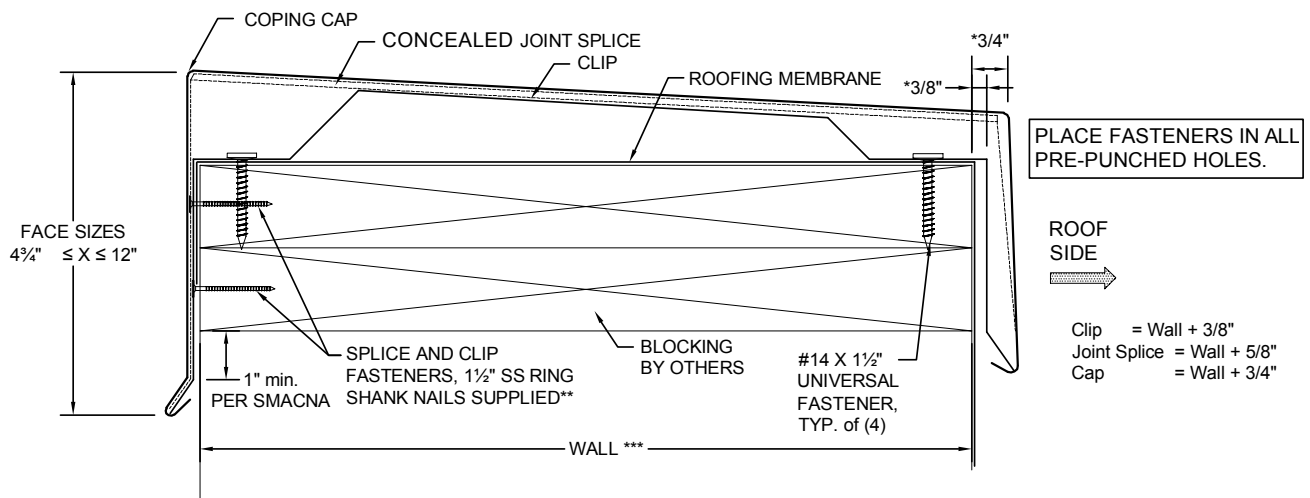 COPING CAP
CONCEALED JOINT SPLICE
CLIP
ROOFING MEMBRANE
*3/4"
*3/8"
PLACE FASTENERS IN ALL
PRE-PUNCHED HOLES.
FACE SIZES
4¾" ≤ X ≤ 12"
ROOF
SIDE
Clip = Wall + 3/8"
Joint Splice = Wall + 5/8"
Cap = Wall + 3/4"
1" min.
PER SMACNA
SPLICE AND CLIP
FASTENERS, 1½" SS RING
SHANK NAILS SUPPLIED**
BLOCKING
BY OTHERS
#14 X 1½"
UNIVERSAL
FASTENER,
TYP. of (4)
WALL ***